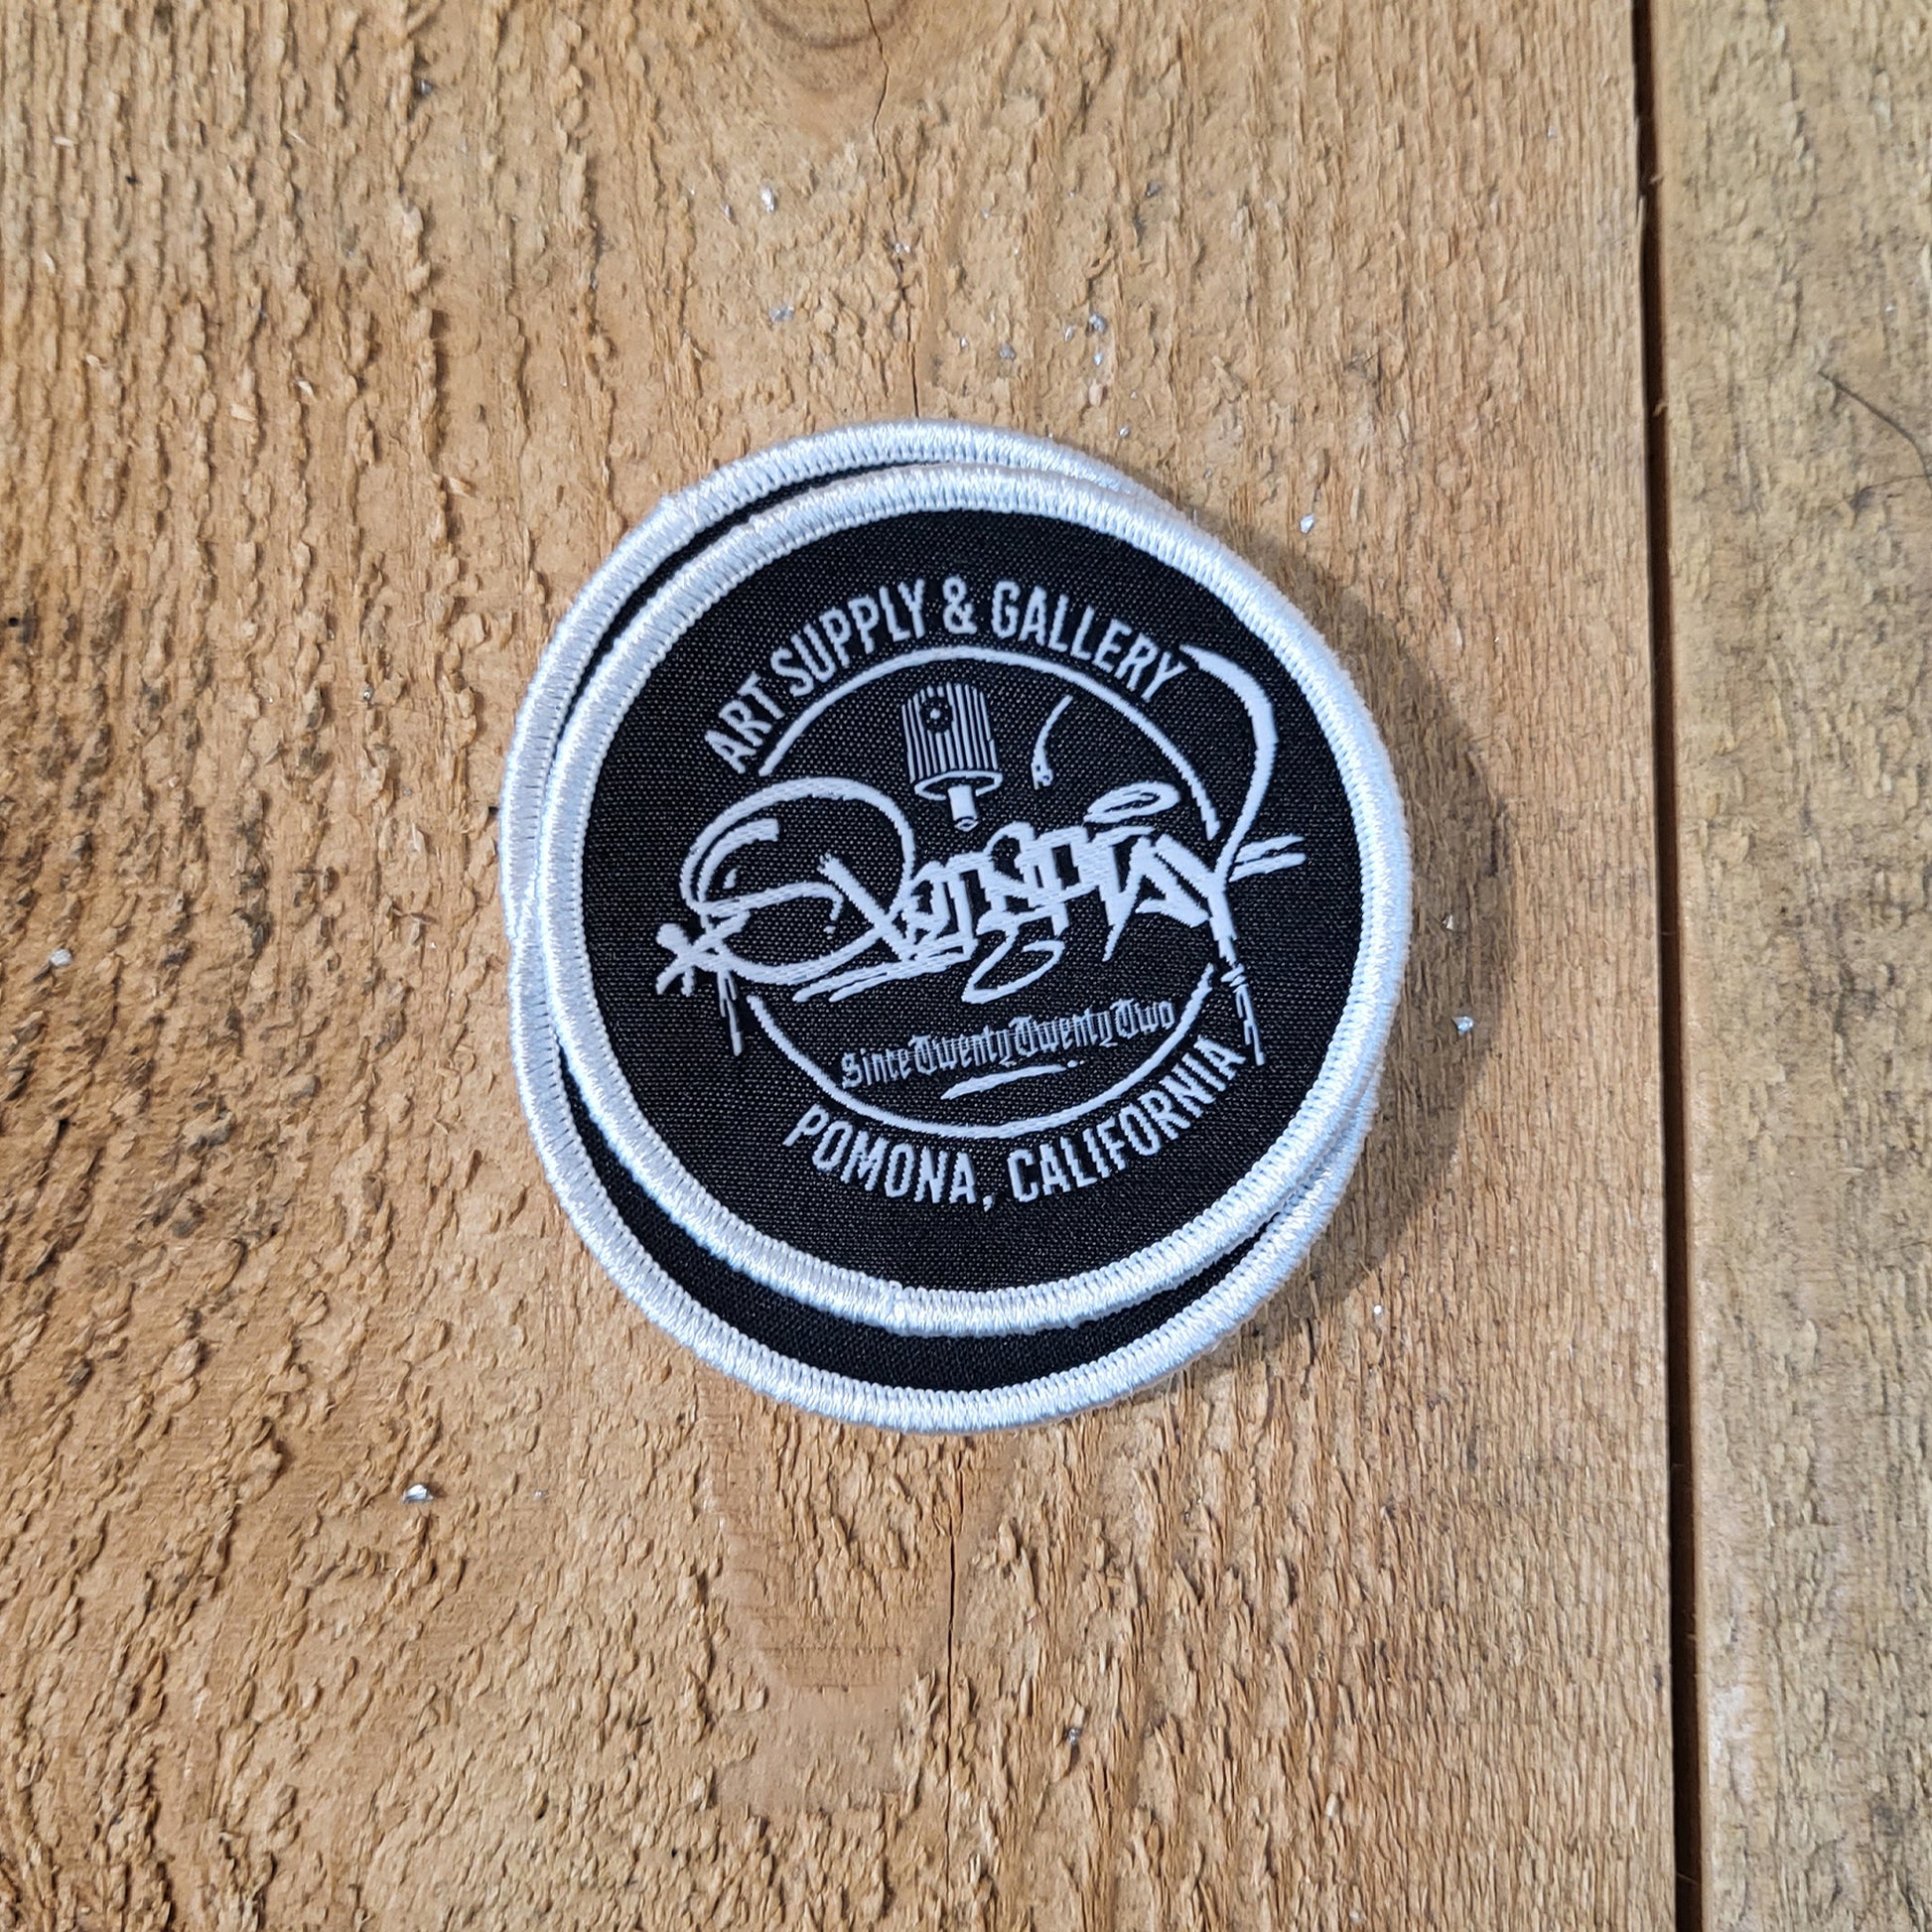 ART SUPPLY & GALLERY
Since Twenty Twenty Two
POMONA, CALIFORNIA